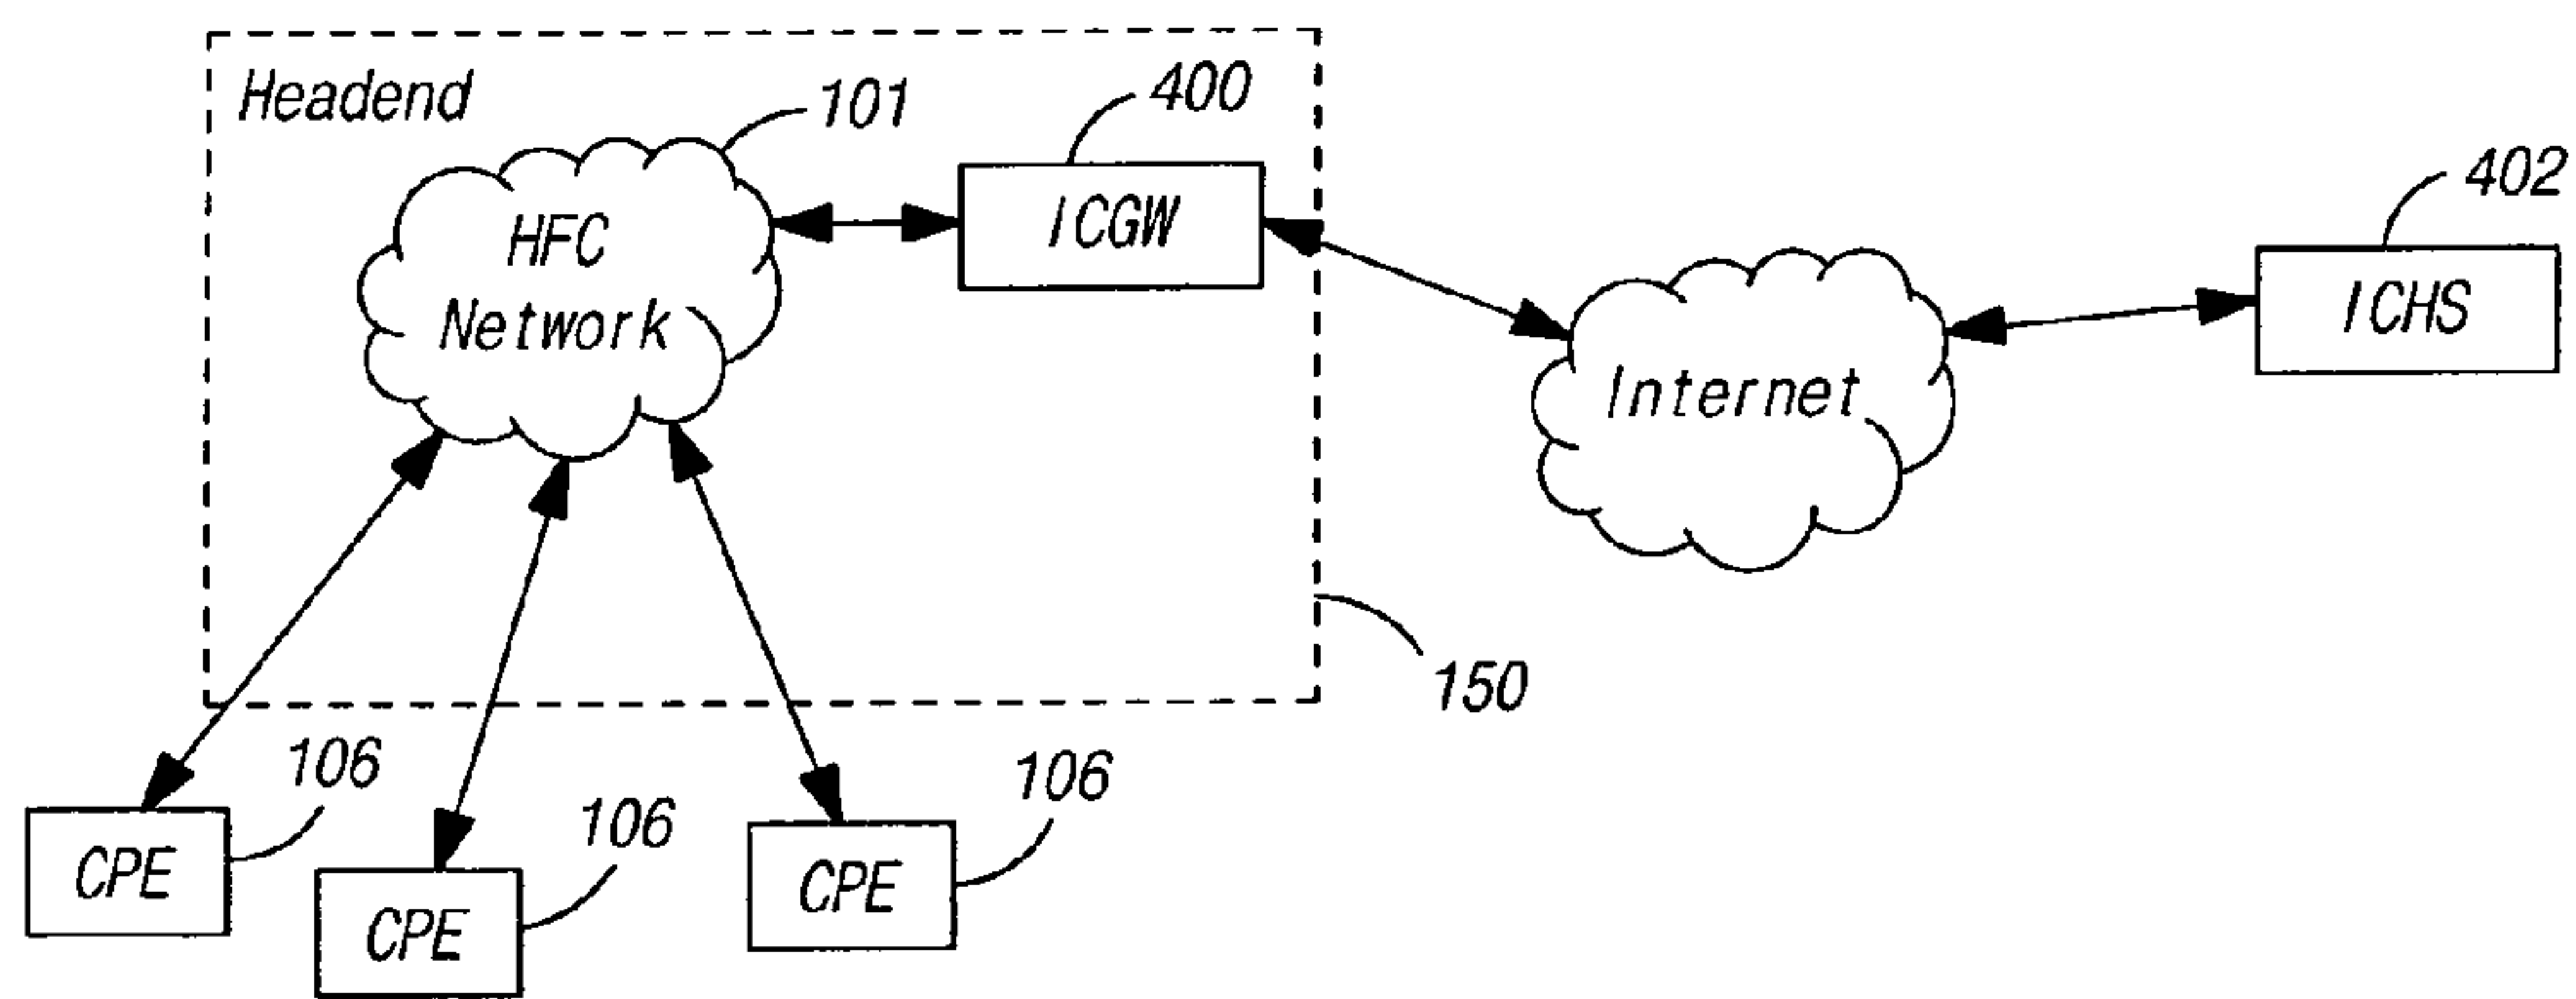 Headend
101
400
HFC
Network
ICGW
402
ICHS
Internet
150
106
106
106
CPE
CPE
CPE